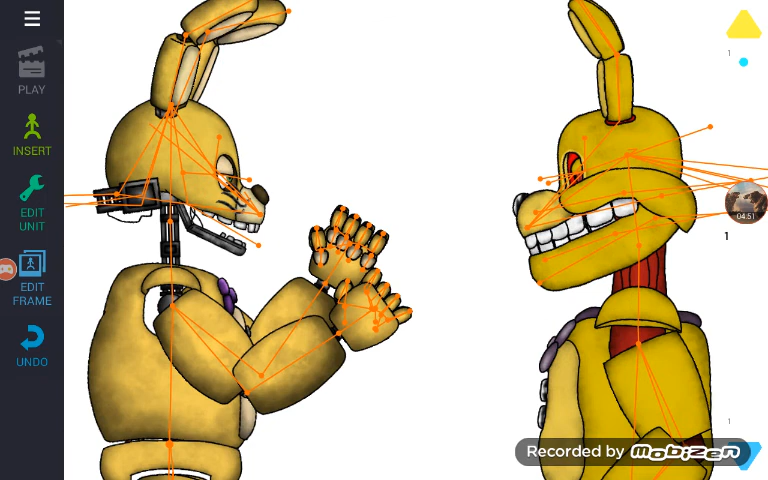 PLAY
INSERT
EDIT
UNIT
EDIT
FRAME
UNDO
1
04:51
1
1
Recorded by Mobizen